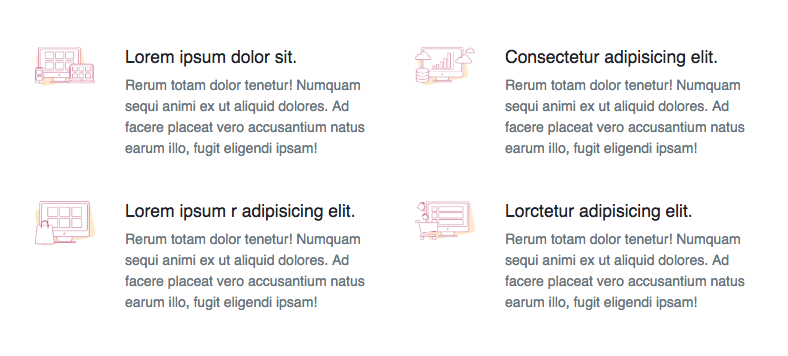 Lorem ipsum dolor sit.
Rerum totam dolor tenetur! Numquam
sequi animi ex ut aliquid dolores. Ad
facere placeat vero accusantium natus
earum illo, fugit eligendi ipsam!
Consectetur adipisicing elit.
Rerum totam dolor tenetur! Numquam
sequi animi ex ut aliquid dolores. Ad
facere placeat vero accusantium natus
earum illo, fugit eligendi ipsam!
Lorem ipsum r adipisicing elit.
Rerum totam dolor tenetur! Numquam
sequi animi ex ut aliquid dolores. Ad
facere placeat vero accusantium natus
earum illo, fugit eligendi ipsam!
Lorctetur adipisicing elit.
Rerum totam dolor tenetur! Numquam
sequi animi ex ut aliquid dolores. Ad
facere placeat vero accusantium natus
earum illo, fugit eligendi ipsam!